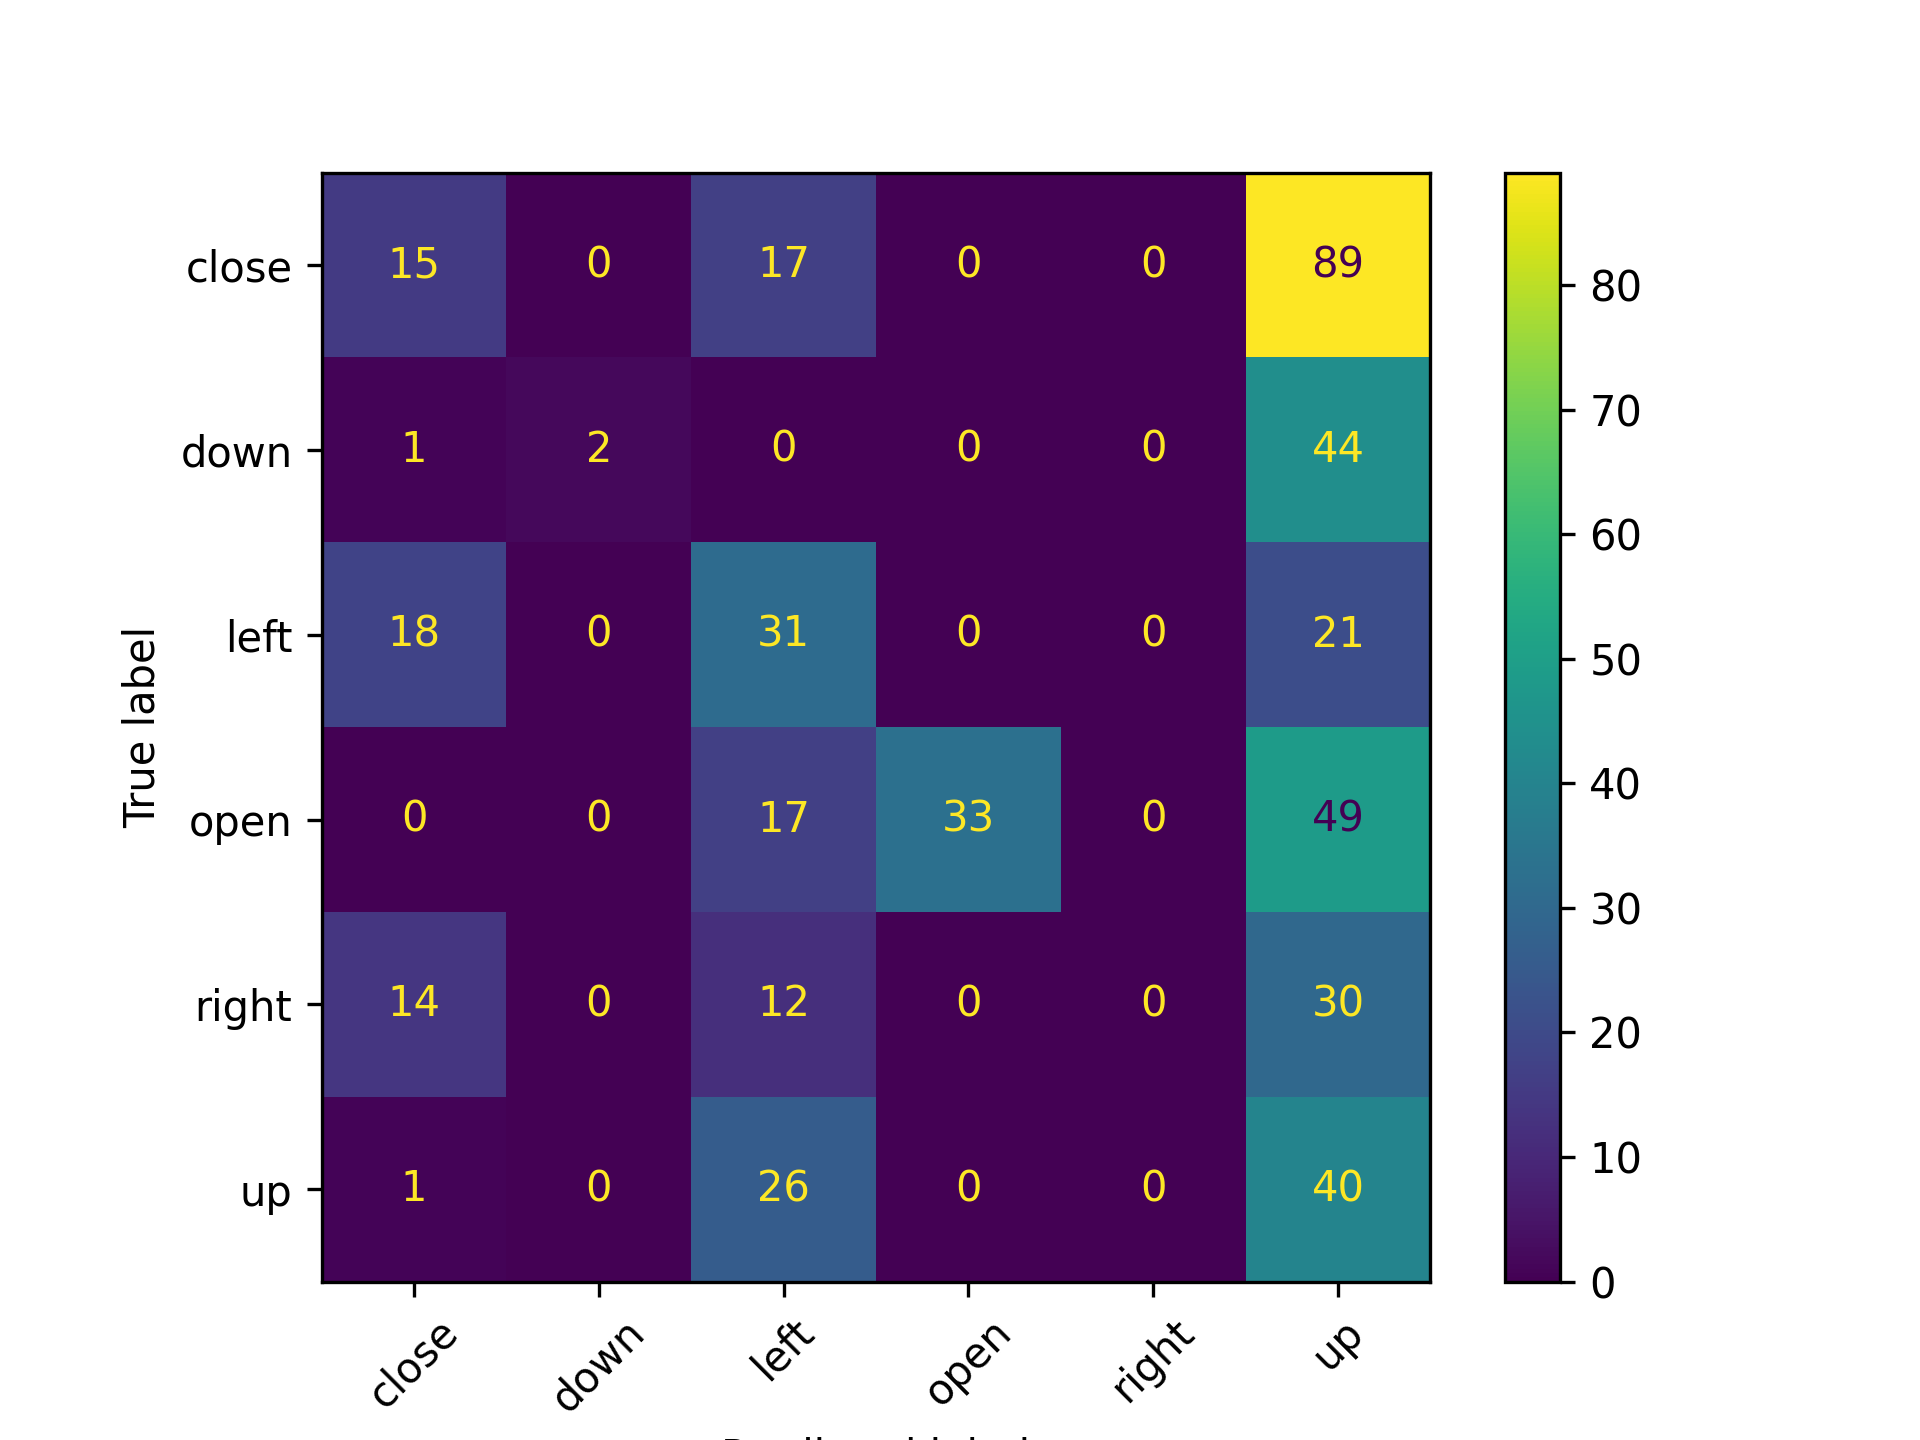 close 15 0 17 0 0 89
down 1 2 0 0 0 44
left 18 0 31 0 0 21
open 0 0 17 33 0 49
right 14 0 12 0 0 30
up 1 0 26 0 0 40
True label
close down left open right up
80
70
60
50
40
30
20
10
0